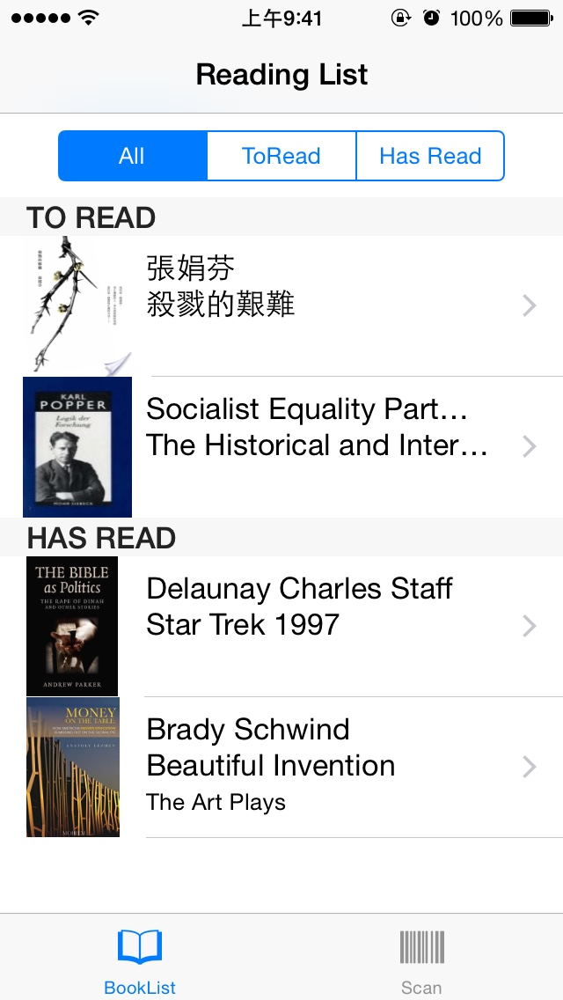 上午9:41
100%
Reading List
All
ToRead
Has Read
TO READ
張娟芬
殺戮的艱難
KARL
POPPER
Logik der
Forschung
Socialist Equality Part...
The Historical and Inter...
HAS READ
THE BIBLE
as Politics
THE RAPE OF DINAH
AND OTHER STORIES
ANDREW PARKER
Delaunay Charles Staff
Star Trek 1997
MONEY
ON THE TABLE
Brady Schwind
Beautiful Invention
The Art Plays
BookList
Scan